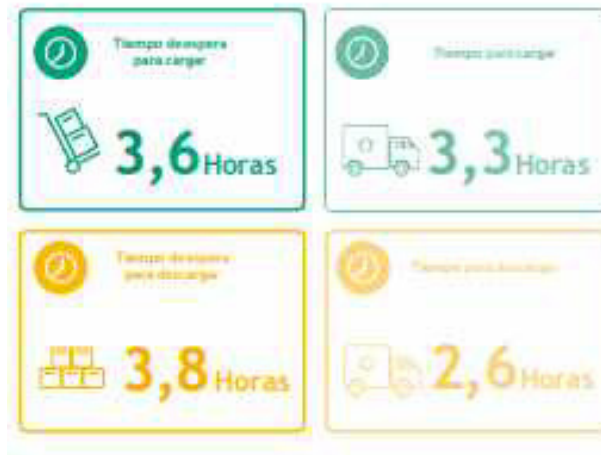 Tiempo de espera
para cargar
3,6 Horas
Tiempo para cargar
3,3 Horas
Tiempo de espera
para descargar
3,8 Horas
Tiempo para descargar
2,6 Horas